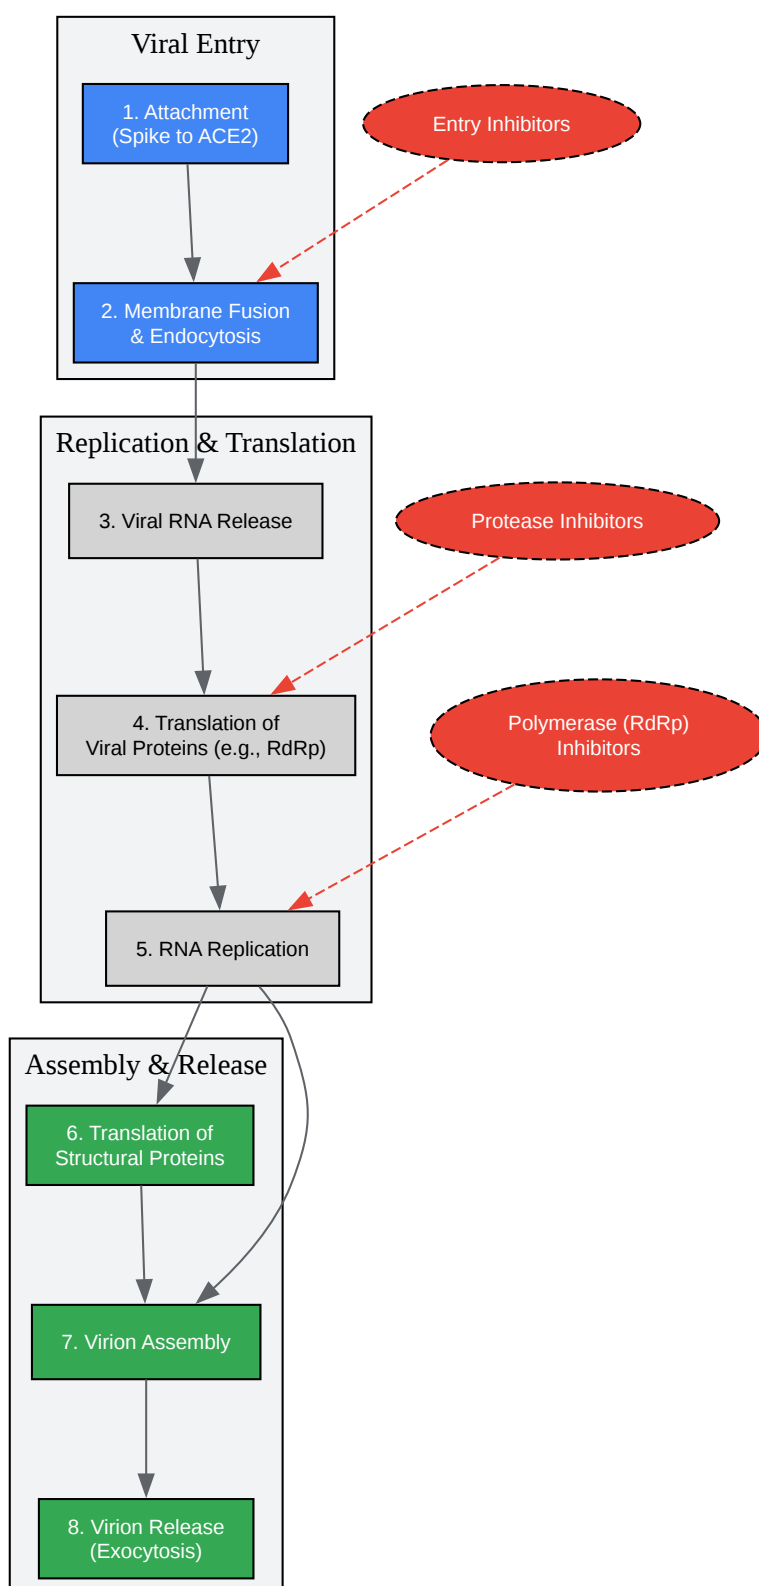 Viral Entry
1. Attachment
(Spike to ACE2)
Entry Inhibitors
2. Membrane Fusion
& Endocytosis
Replication & Translation
3. Viral RNA Release
Protease Inhibitors
4. Translation of
Viral Proteins (e.g., RdRp)
Polymerase (RdRp)
Inhibitors
5. RNA Replication
Assembly & Release
6. Translation of
Structural Proteins
7. Virion Assembly
8. Virion Release
(Exocytosis)